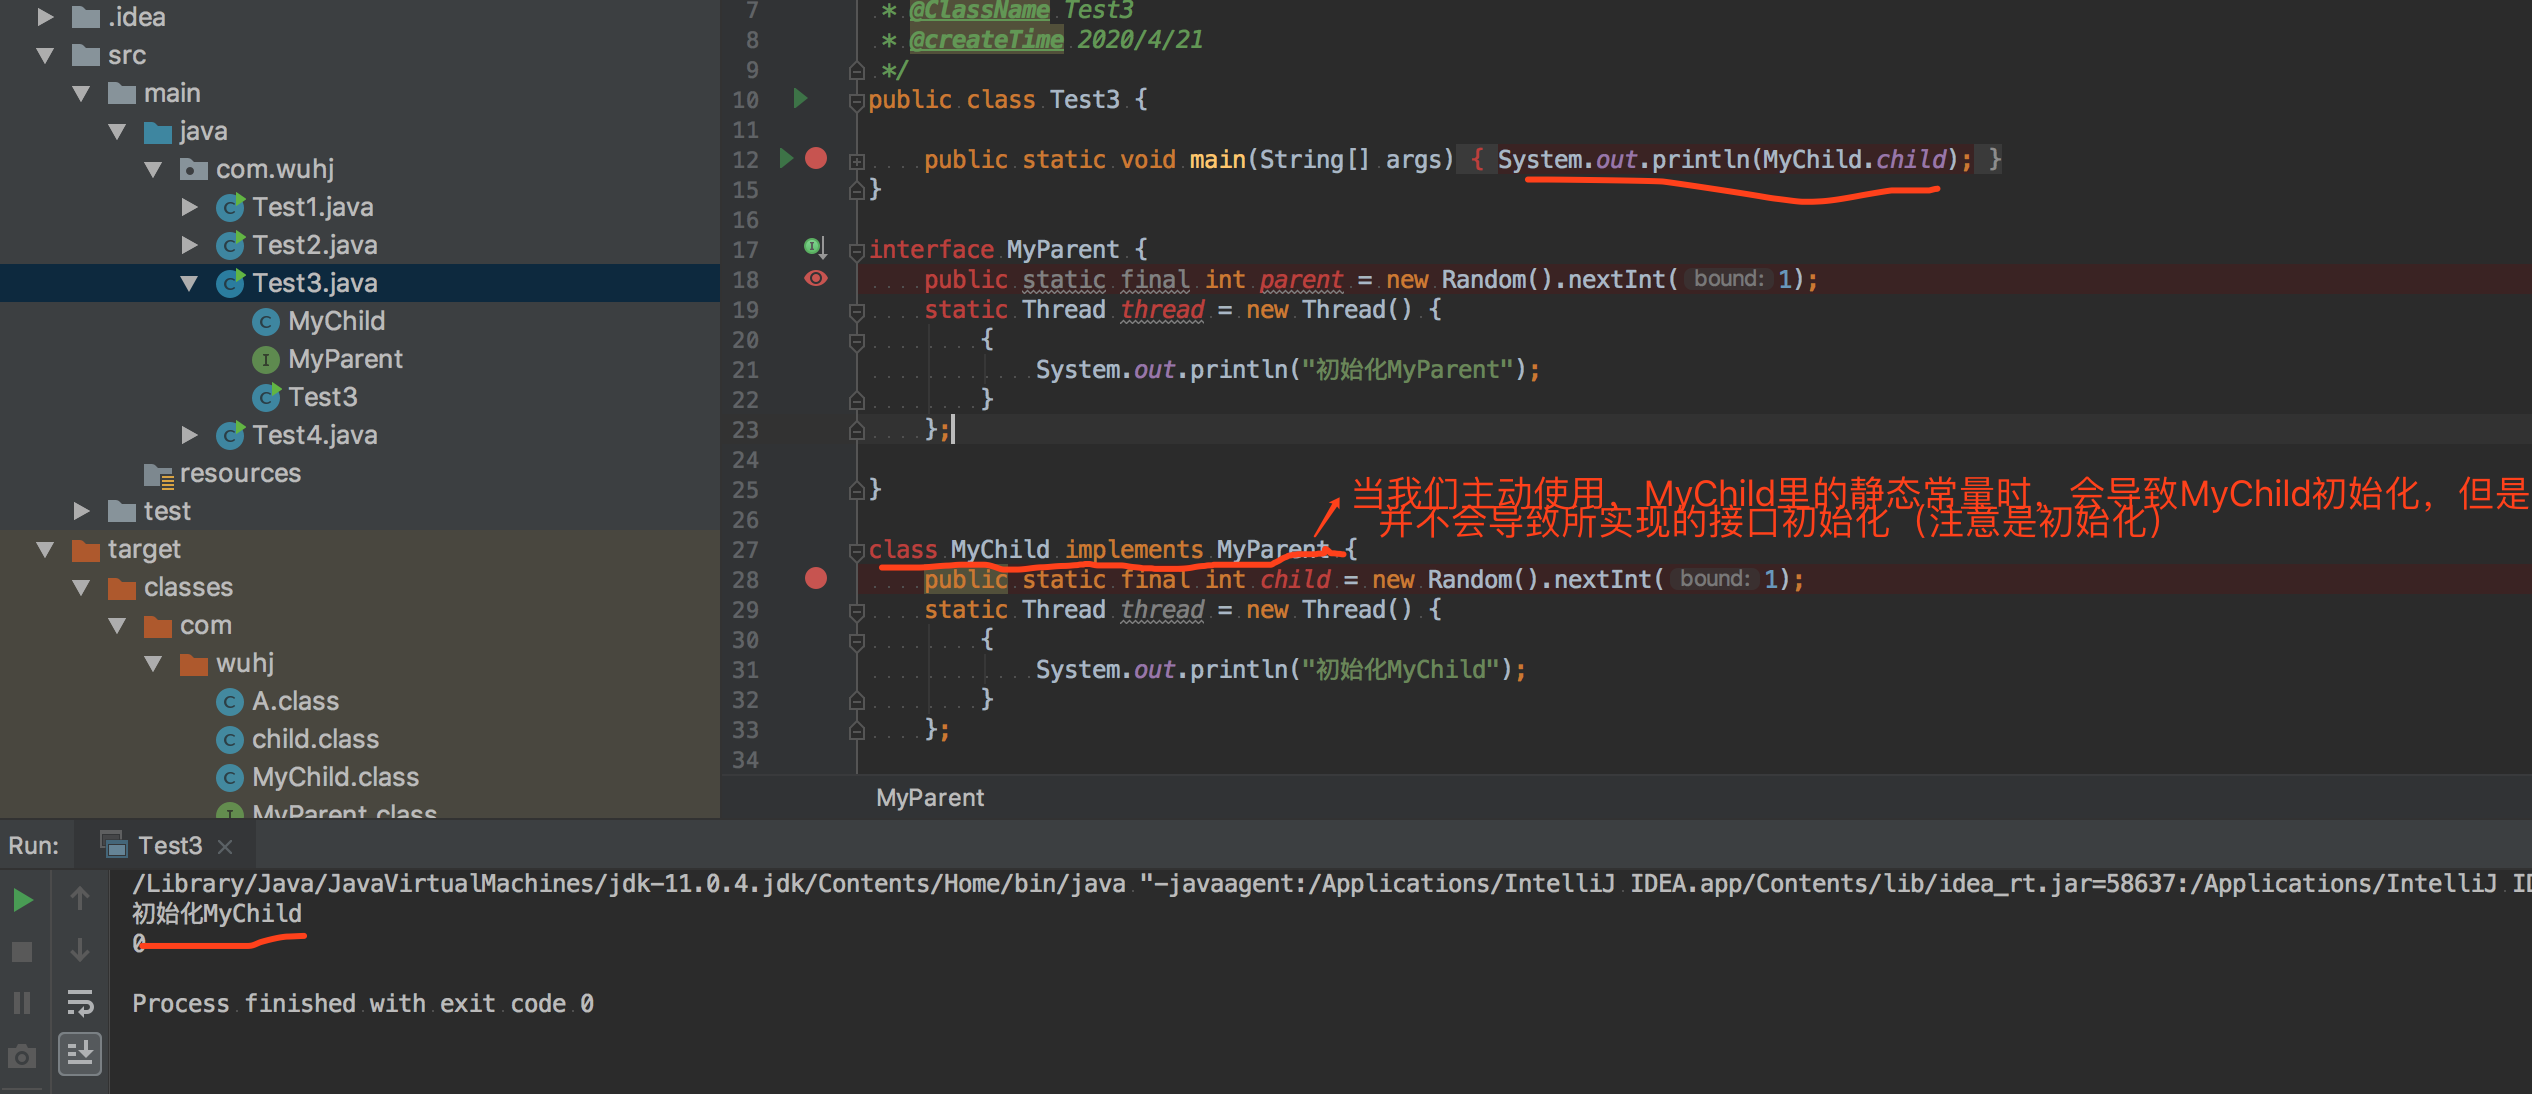 .idea
src
main
java
com.wuhj
Test1.java
Test2.java
Test3.java
MyChild
MyParent
Test3
Test4.java
resources
test
target
classes
com
wuhj
A.class
child.class
MyChild.class
MyParent.class
7 * @ClassName Test3
8 * @createTime 2020/4/21
9 */
10 public class Test3 {
11
12 public static void main(String[] args) { System.out.println(MyChild.child); }
15 }
16
17 interface MyParent {
18 public static final int parent = new Random().nextInt( bound: 1);
19 static Thread thread = new Thread() {
20 {
21 System.out.println("初始化MyParent");
22 }
23 };
24
25 }
当我们主动使用，MyChild里的静态常量时，会导致MyChild初始化，但是
并不会导致所实现的接口初始化（注意是初始化）
26
27 class MyChild implements MyParent {
28 public static final int child = new Random().nextInt( bound: 1);
29 static Thread thread = new Thread() {
30 {
31 System.out.println("初始化MyChild");
32 }
33 };
34
MyParent
Run: Test3
/Library/Java/JavaVirtualMachines/jdk-11.0.4.jdk/Contents/Home/bin/java "-javaagent:/Applications/IntelliJ IDEA.app/Contents/lib/idea_rt.jar=58637:/Applications/IntelliJ ID
初始化MyChild
0
Process finished with exit code 0